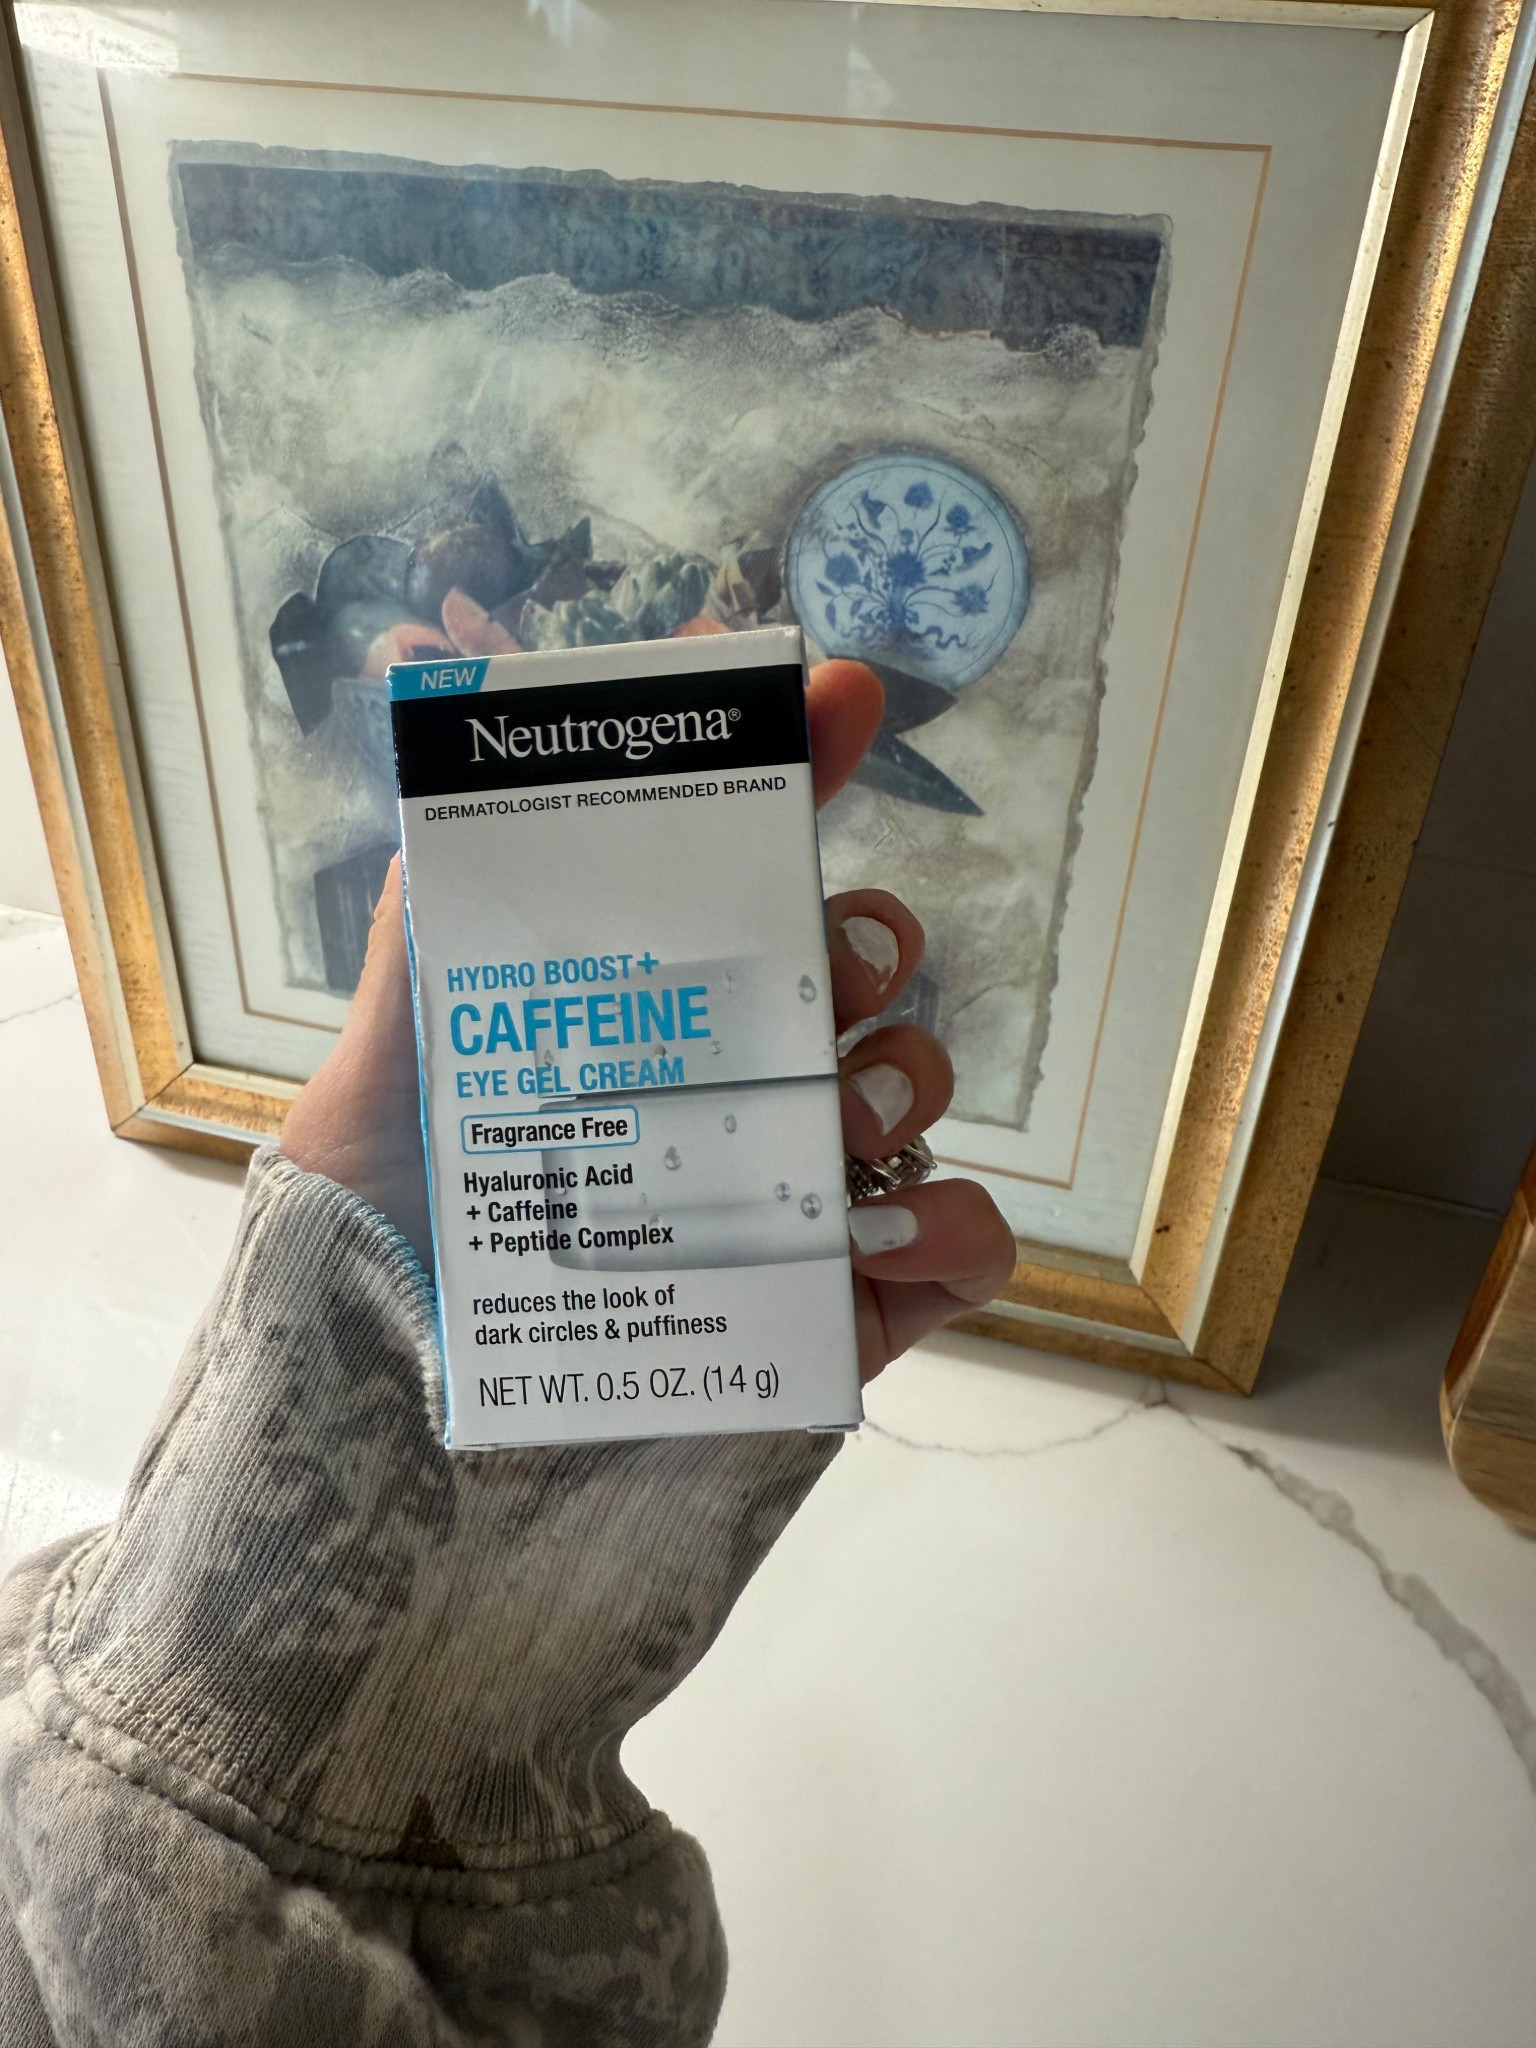 NEW
Neutrogena®
DERMATOLOGIST RECOMMENDED BRAND
HYDRO BOOST+
CAFFEINE
EYE GEL CREAM
Fragrance Free
Hyaluronic Acid
+ Caffeine
+ Peptide Complex
reduces the look of
dark circles & puffiness
NET WT. 0.5 OZ. (14 g)